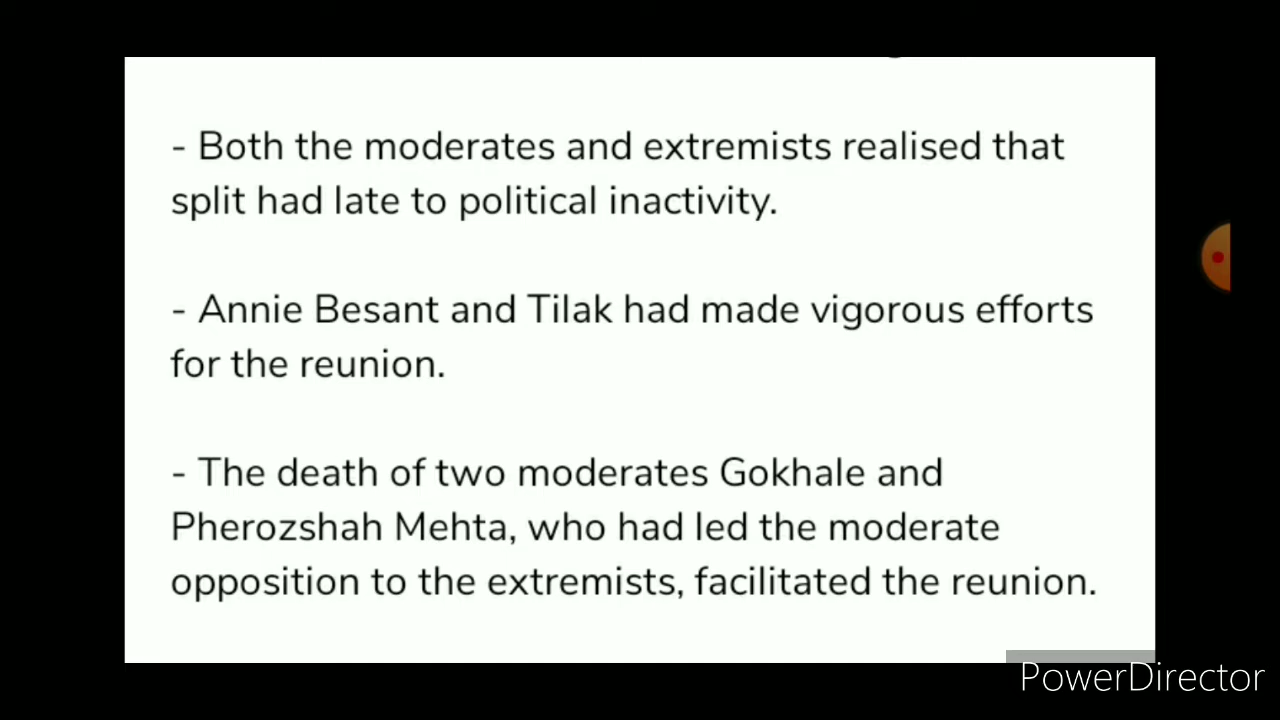 - Both the moderates and extremists realised that
split had late to political inactivity.
- Annie Besant and Tilak had made vigorous efforts
for the reunion.
- The death of two moderates Gokhale and
Pherozshah Mehta, who had led the moderate
opposition to the extremists, facilitated the reunion.
PowerDirector